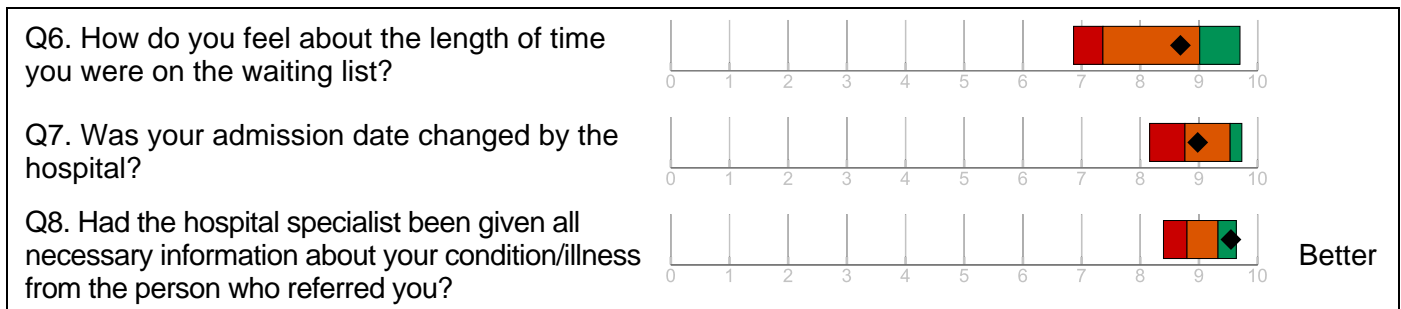 Q6. How do you feel about the length of time
you were on the waiting list?
0 1 2 3 4 5 6 7 8 9 10
Q7. Was your admission date changed by the
hospital?
0 1 2 3 4 5 6 7 8 9 10
Q8. Had the hospital specialist been given all
necessary information about your condition/illness
from the person who referred you?
0 1 2 3 4 5 6 7 8 9 10
Better